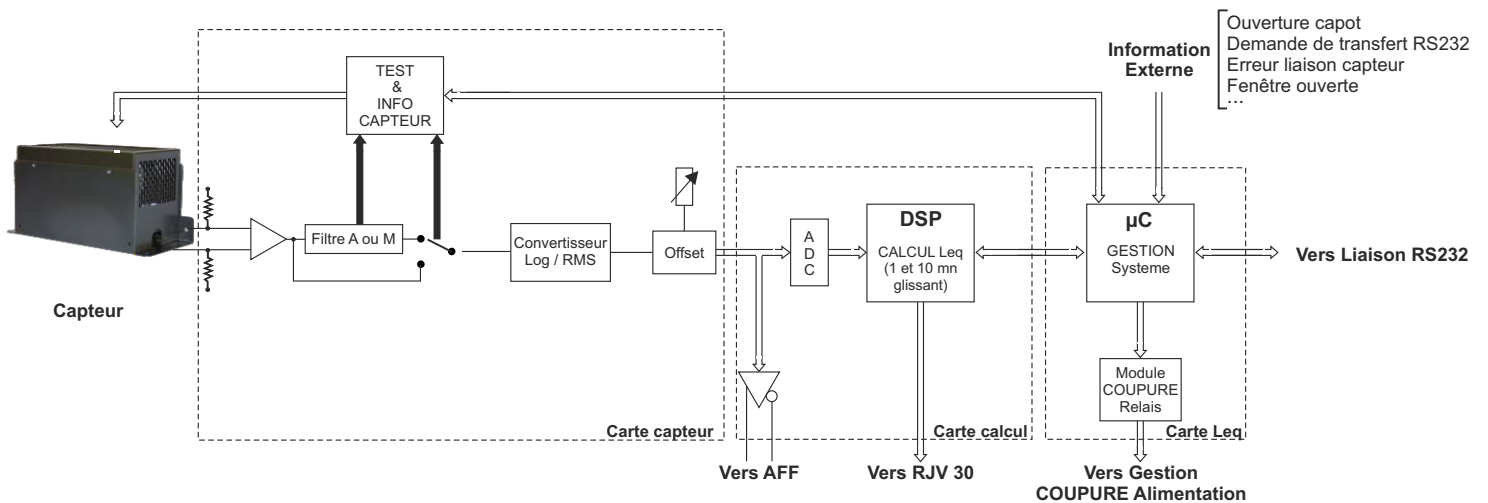 Information
Externe
Ouverture capot
Demande de transfert RS232
Erreur liaison capteur
Fenêtre ouverte
...
TEST
&
INFO
CAPTEUR
Capteur
Filtre A ou M
Convertisseur
Log / RMS
Offset
A
D
C
DSP
CALCUL Leq
(1 et 10 mn
glissant)
µC
GESTION
Systeme
Vers Liaison RS232
Module
COUPURE
Relais
Carte capteur
Carte calcul
Carte Leq
Vers AFF
Vers RJV 30
Vers Gestion
COUPURE Alimentation